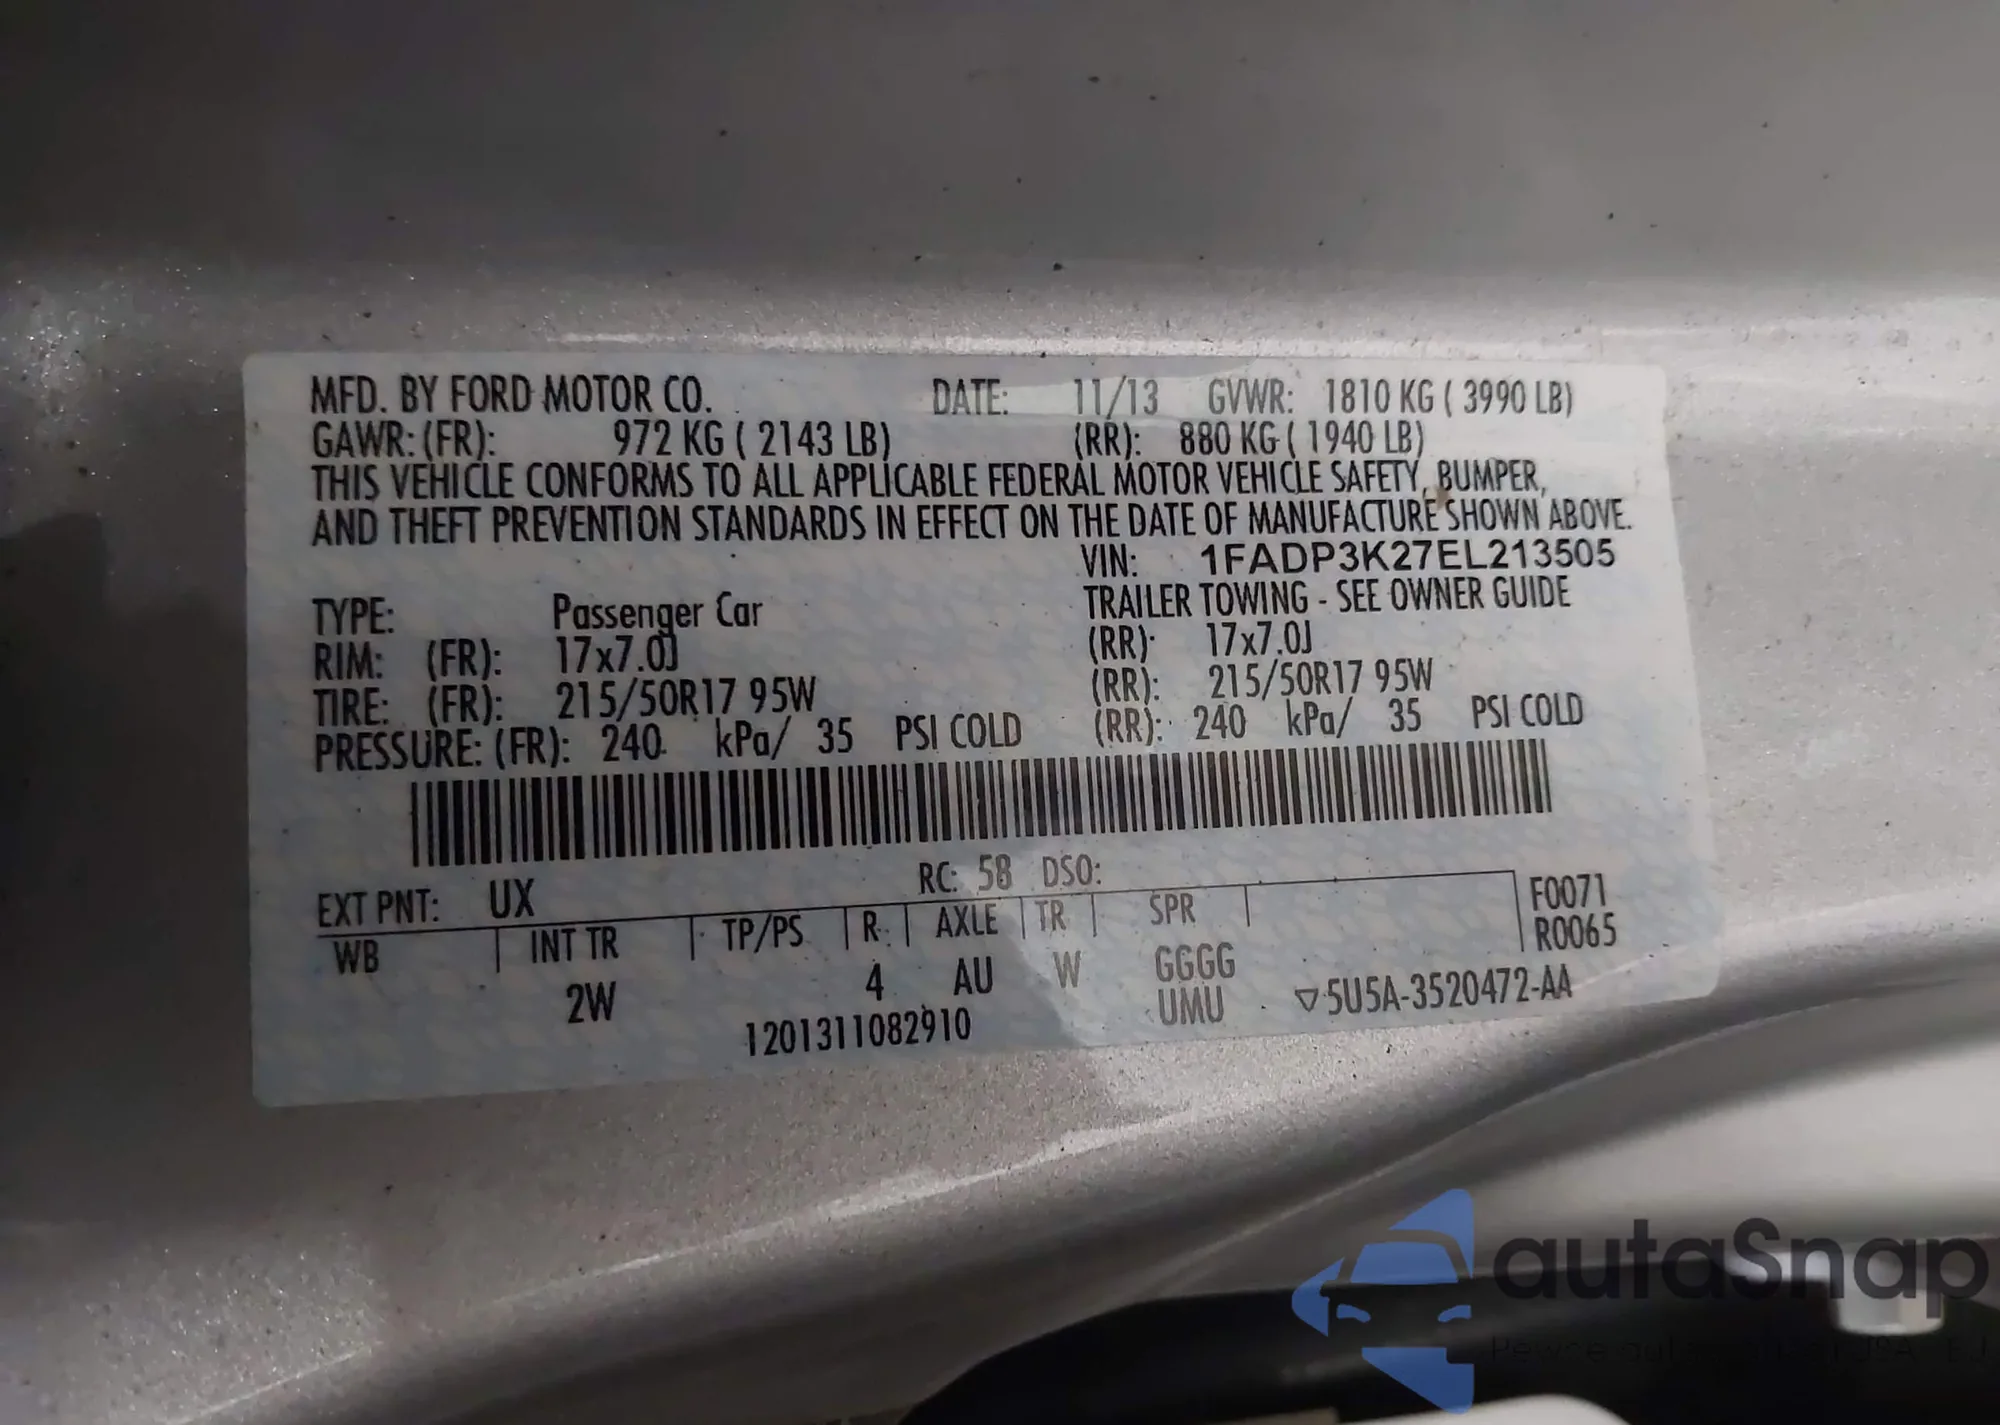 MFD. BY FORD MOTOR CO. DATE: 11/13 GVWR: 1810 KG ( 3990 LB)
GAWR: (FR): 972 KG ( 2143 LB) (RR): 880 KG ( 1940 LB)
THIS VEHICLE CONFORMS TO ALL APPLICABLE FEDERAL MOTOR VEHICLE SAFETY, BUMPER,
AND THEFT PREVENTION STANDARDS IN EFFECT ON THE DATE OF MANUFACTURE SHOWN ABOVE.
VIN: 1FADP3K27EL213505
TYPE: Passenger Car TRAILER TOWING - SEE OWNER GUIDE
RIM: (FR): 17x7.0J (RR): 17x7.0J
TIRE: (FR): 215/50R17 95W (RR): 215/50R17 95W
PRESSURE: (FR): 240 kPa/ 35 PSI COLD (RR): 240 kPa/ 35 PSI COLD
RC: 58 DSO:
EXT PNT: UX F0071
WB INT TR TP/PS R. AXLE TR SPR R0065
2W 4 AU W GGGG
UMU ▽5U5A-3520472-AA
1201311082910
autaSnap